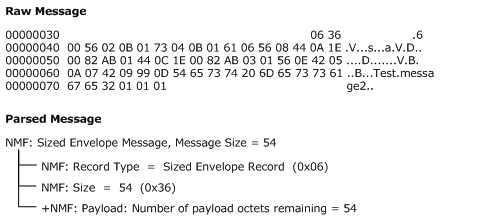 Raw Message
00000030 06 36 .6
00000040 00 56 02 0B 01 73 04 0B 01 61 06 56 08 44 0A 1E .V...s...a.V.D..
00000050 00 82 AB 01 44 0C 1E 00 82 AB 03 01 56 0E 42 05 ....D.......V.B.
00000060 0A 07 42 09 99 0D 54 65 73 74 20 6D 65 73 73 61 ..B...Test.messa
00000070 67 65 32 01 01 01 ge2..
Parsed Message
NMF: Sized Envelope Message, Message Size = 54
NMF: Record Type = Sized Envelope Record (0x06)
NMF: Size = 54 (0x36)
+NMF: Payload: Number of payload octets remaining = 54